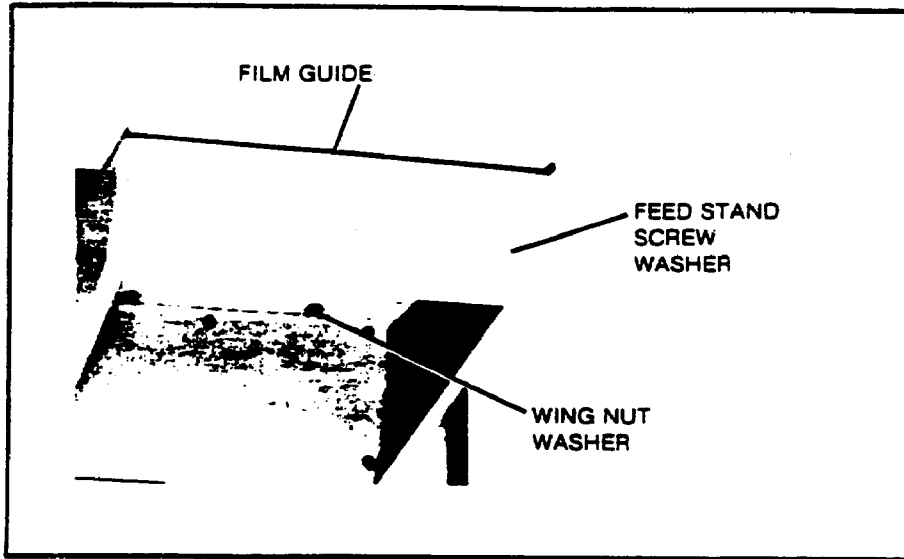 FILM GUIDE
FEED STAND
SCREW
WASHER
WING NUT
WASHER